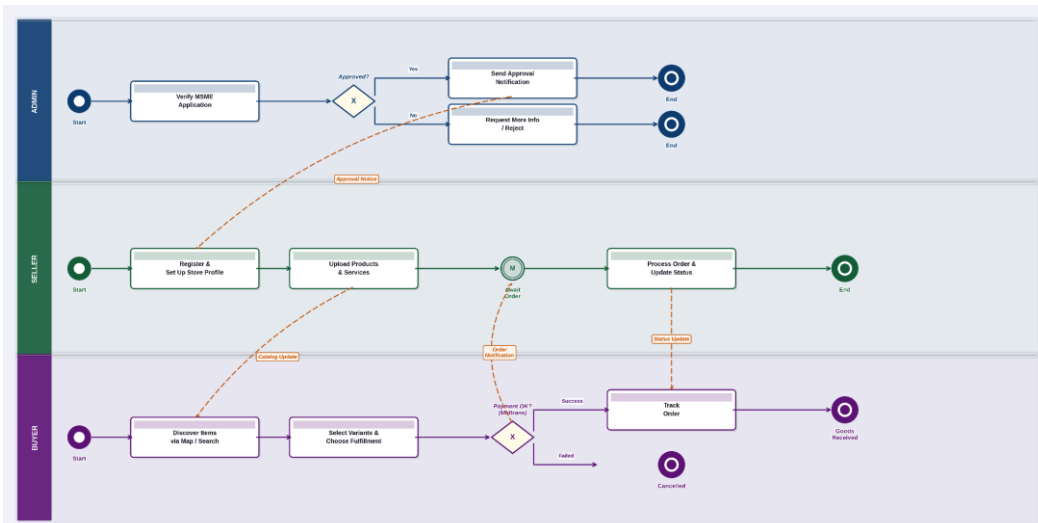 ADMIN
Start
Verify MSME
Application
Approved?
X
Yes
No
Send Approval
Notification
Request More Info
/ Reject
End
End
Approval Notice
SELLER
Start
Register &
Set Up Store Profile
Upload Products
& Services
M
Await
Order
Process Order &
Update Status
End
Catalog Update
Order
Notification
Status Update
BUYER
Start
Discover Items
via Map / Search
Select Variants &
Choose Fulfillment
Payment OK?
(Midtrans)
X
Success
Failed
Track
Order
Goods
Received
Cancelled